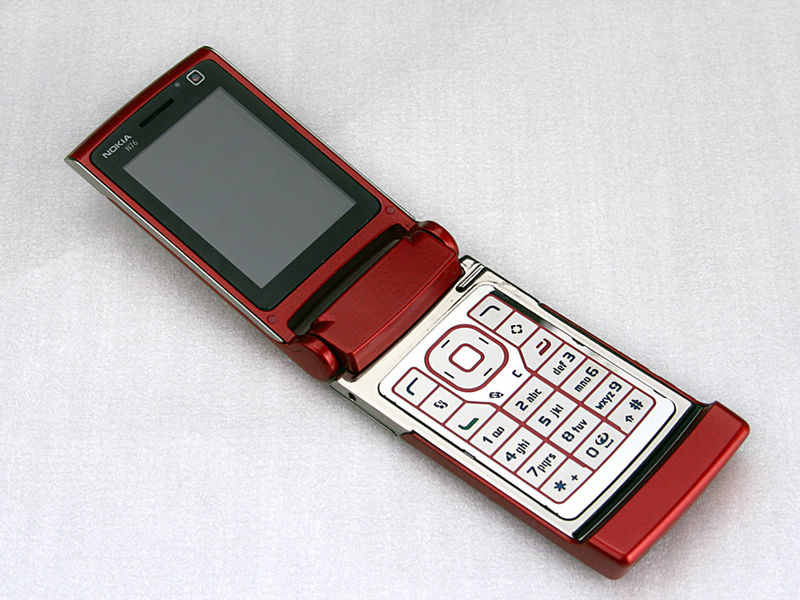 NOKIA
N76
C
1
2 abc
def 3
4 ghi
5 jkl
mno 6
7 pqrs
8 tuv
wxyz 9
* +
0
#